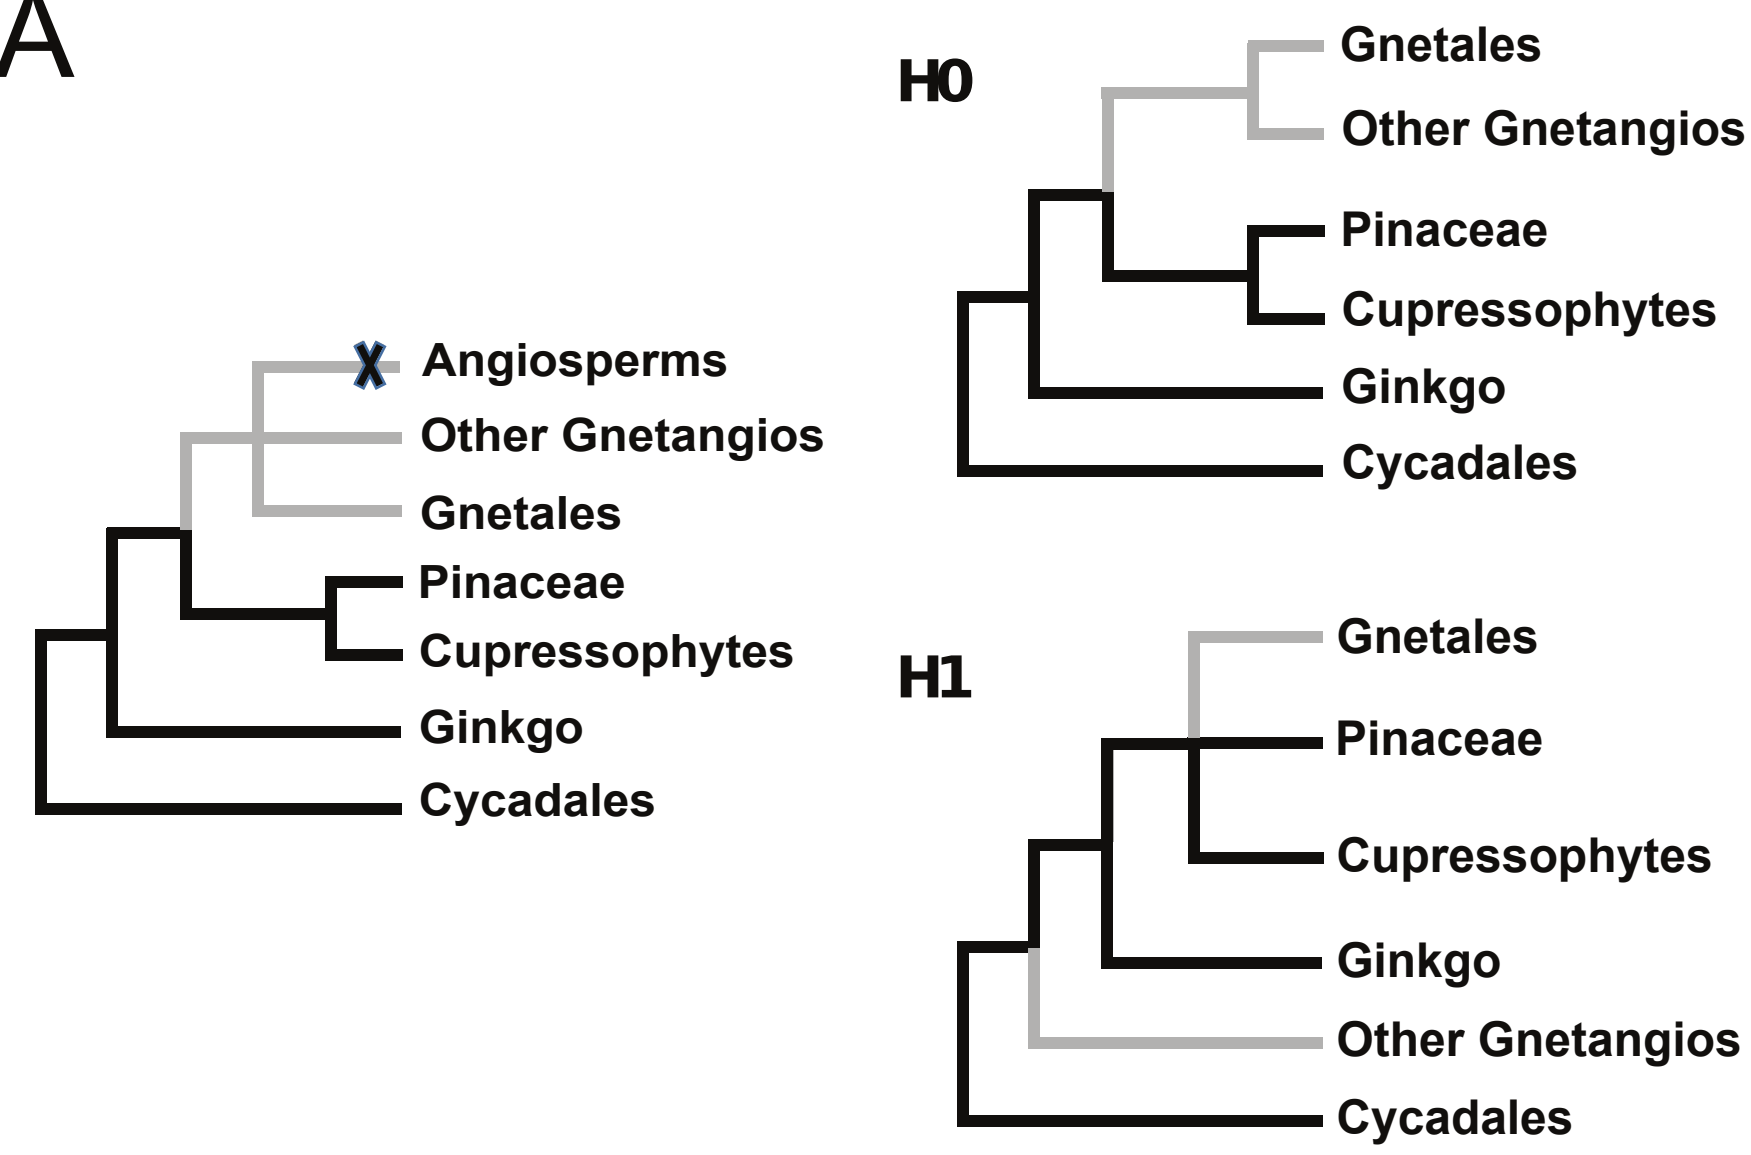 A
Angiosperms
Other Gnetangios
Gnetales
Pinaceae
Cupressophytes
Ginkgo
Cycadales
H0
Gnetales
Other Gnetangios
Pinaceae
Cupressophytes
Ginkgo
Cycadales
H1
Gnetales
Pinaceae
Cupressophytes
Ginkgo
Other Gnetangios
Cycadales